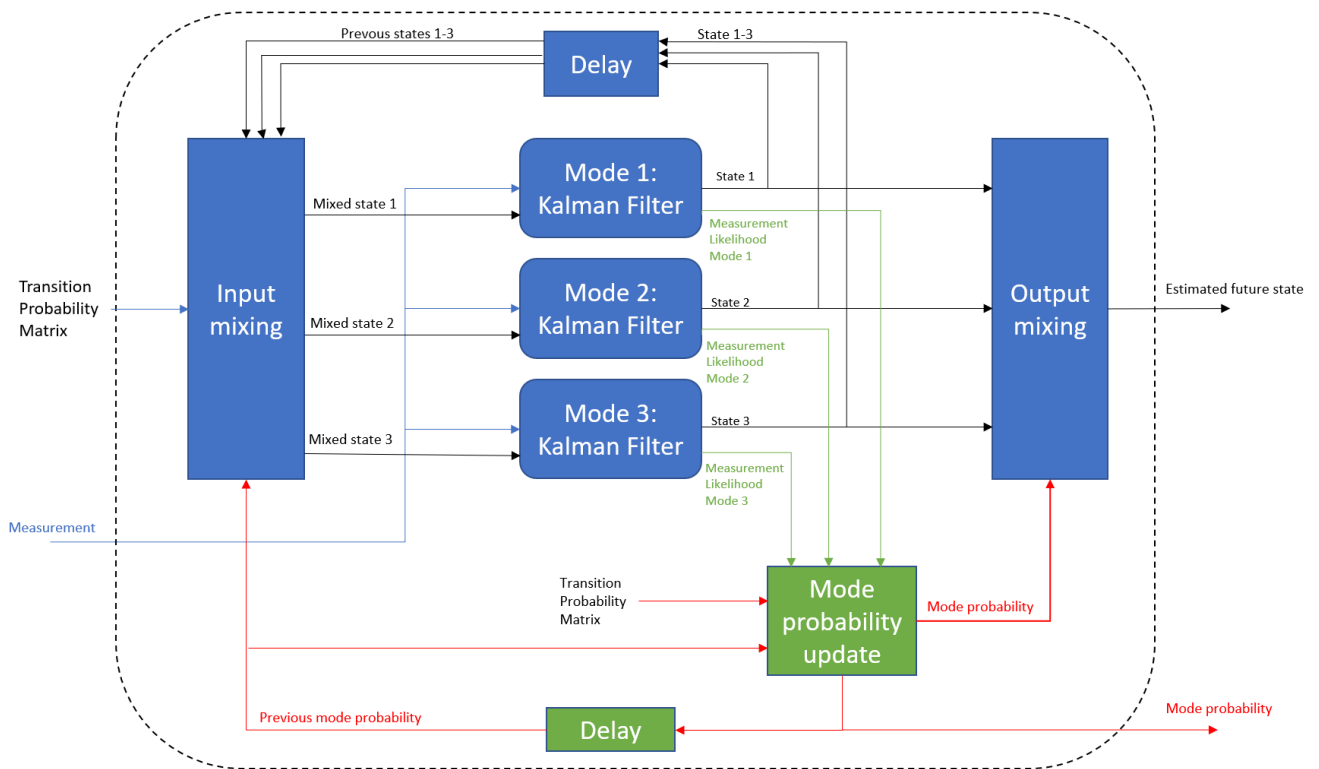 Prevous states 1-3
State 1-3
Delay
Mode 1:
Kalman Filter
State 1
Mixed state 1
Measurement
Likelihood
Mode 1
Transition
Probability
Matrix
Input
mixing
Mode 2:
Kalman Filter
State 2
Output
mixing
Estimated future state
Mixed state 2
Measurement
Likelihood
Mode 2
Mode 3:
Kalman Filter
State 3
Mixed state 3
Measurement
Likelihood
Mode 3
Measurement
Transition
Probability
Matrix
Mode
probability
update
Mode probability
Previous mode probability
Delay
Mode probability